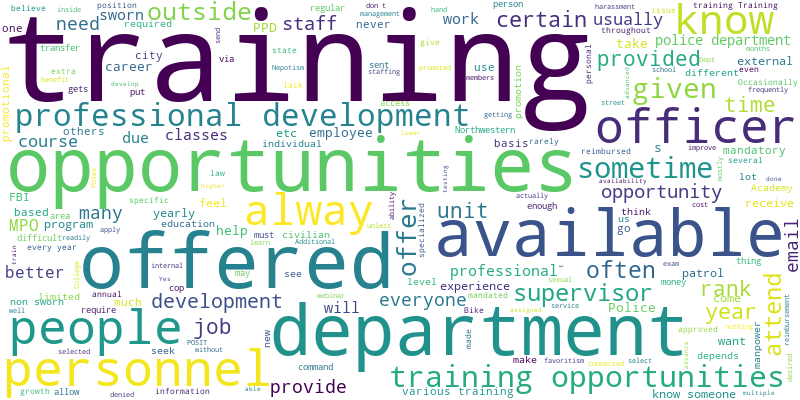 training
opportunities
offered
available
department
officer
people
personnel
professional development
training opportunities
alway
sometime
know
given
supervisor
outside
provided
certain
staff
often
offer
rank
year
attend
time
unit
job
need
sworn
PPD
work
never
usually
take
police department
external
different
mandatory
opportunity
email
everyone
development
provide
various training
know someone
many
better
MPO
program
course
due
classes
others
etc
employee
basis
Northwestern
individual
career
city
via
put
gets
one
believe
inside
position
required
transfer
extra
benefit
management
don t
regular
hand
state
Nepotism
lack
send
sent
staffing
give
promoted
members
access
use
person
harassment
throughout
issue
training Training
months
Dept
even
school
advanced
personal
Occasionally
frequently
street
improve
promotion
promotional
getting
develop
rarely
reimbursed
s
several
lot
availability
done
mostly
Academy
receive
cost
us
go
think
actually
enough
testing
ability
specialized
unless
feel
higher
law
specific
FBI
based
area
yearly
education
help
civilian
must
apply
learn
Additional
difficult
readily
every year
train
internal
Yes
cop
may
see
level
experience
mandated
professional
sexual
webinar
service
assigned
Bike
made
new
will
much
College
annual
limited
non sworn
well
require
selected
POSIT
without
seek
growth
allow
denied
information
able
command
make
favoritism
connected
select
depends
want
come
patrol
money
exam
Police
thing
approved
nothing
manpower
reimbursement
desired
advance
multiple